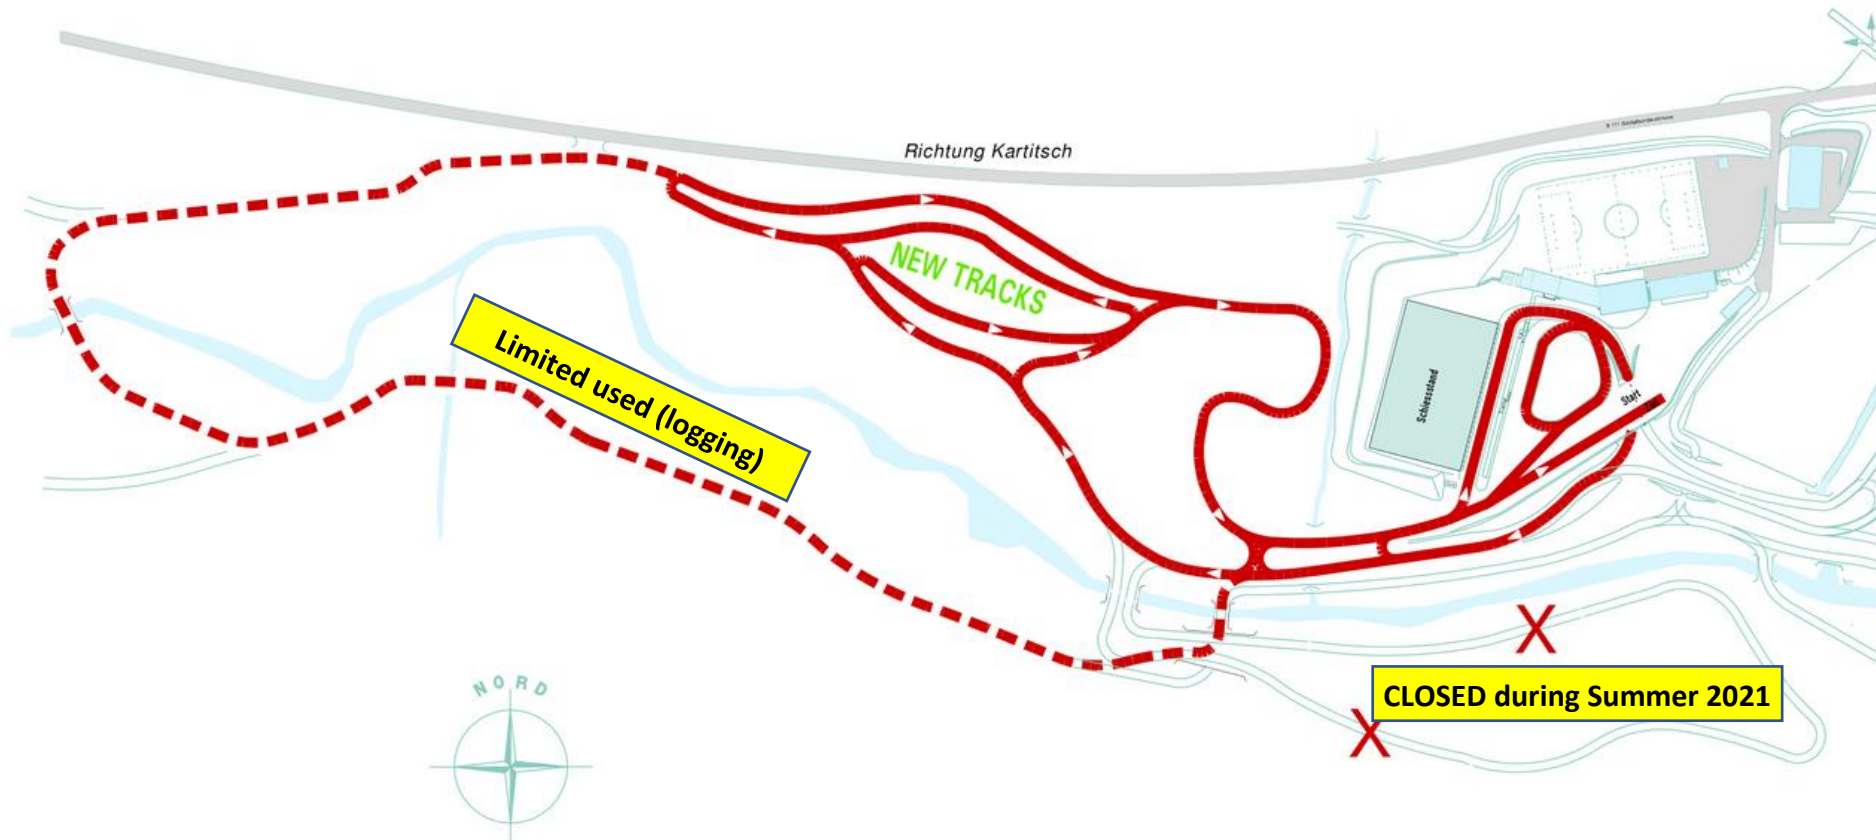 Richtung Kartitsch
NEW TRACKS
Limited used (logging)
Schiessstand
Start
CLOSED during Summer 2021
X
X
NORD